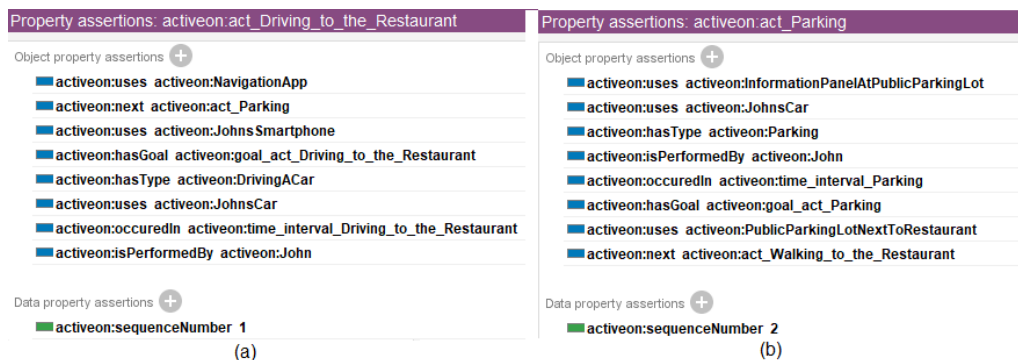 Property assertions: activeon:act_Driving_to_the_Restaurant
Object property assertions
activeon:uses activeon:NavigationApp
activeon:next activeon:act_Parking
activeon:uses activeon:JohnsSmartphone
activeon:hasGoal activeon:goal_act_Driving_to_the_Restaurant
activeon:hasType activeon:DrivingACar
activeon:uses activeon:JohnsCar
activeon:occuredIn activeon:time_interval_Driving_to_the_Restaurant
activeon:isPerformedBy activeon:John
Data property assertions
activeon:sequenceNumber 1
(a)
Property assertions: activeon:act_Parking
Object property assertions
activeon:uses activeon:InformationPanelAtPublicParkingLot
activeon:uses activeon:JohnsCar
activeon:hasType activeon:Parking
activeon:isPerformedBy activeon:John
activeon:occuredIn activeon:time_interval_Parking
activeon:hasGoal activeon:goal_act_Parking
activeon:uses activeon:PublicParkingLotNextToRestaurant
activeon:next activeon:act_Walking_to_the_Restaurant
Data property assertions
activeon:sequenceNumber 2
(b)